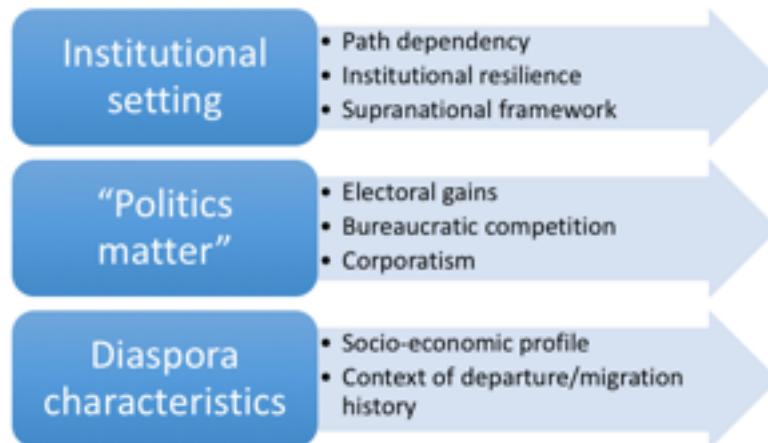 Institutional
setting
• Path dependency
• Institutional resilience
• Supranational framework
“Politics
matter”
• Electoral gains
• Bureaucratic competition
• Corporatism
Diaspora
characteristics
• Socio-economic profile
• Context of departure/migration
history